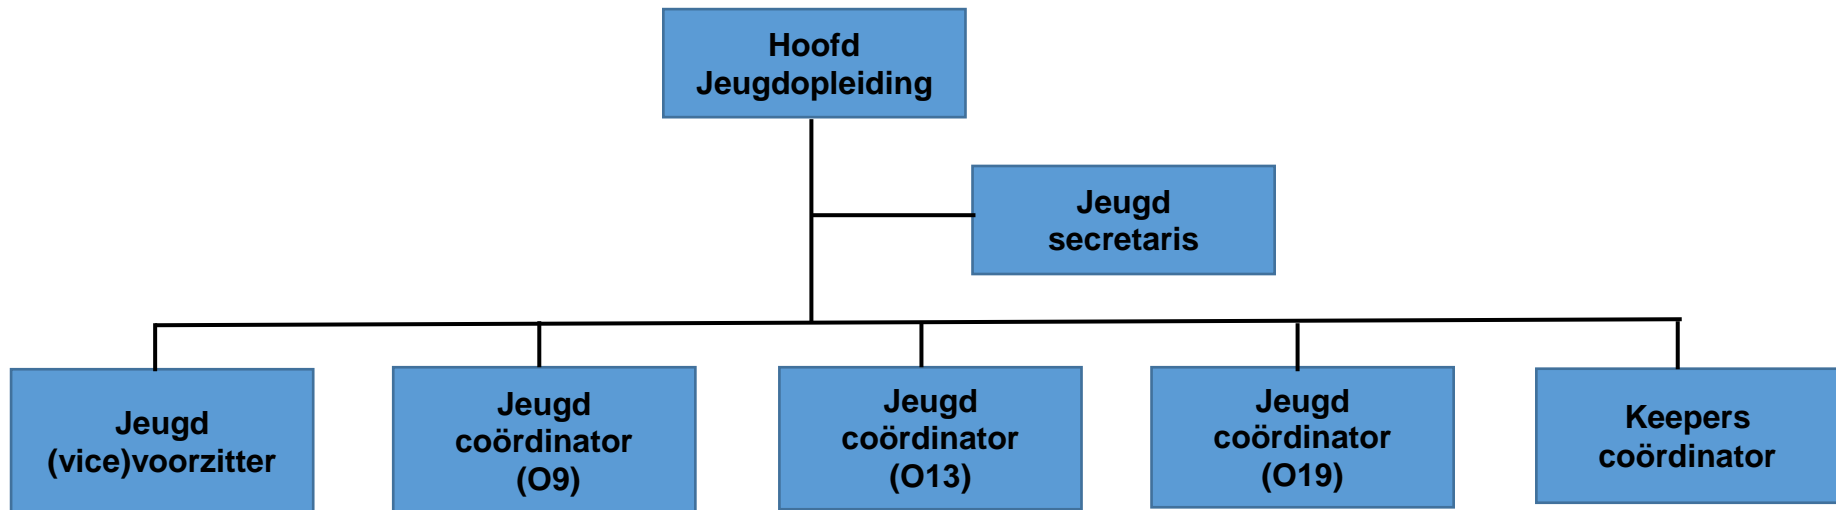 Hoofd
Jeugdopleiding
Jeugd
secretaris
Jeugd
(vice)voorzitter
Jeugd
coördinator
(O9)
Jeugd
coördinator
(O13)
Jeugd
coördinator
(O19)
Keepers
coördinator